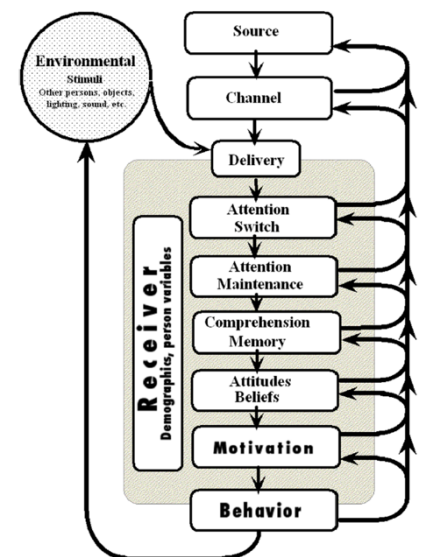 Environmental
Stimuli
Other persons, objects,
lighting, sound, etc.
Source
Channel
Delivery
Attention
Switch
Attention
Maintenance
Comprehension
Memory
Attitudes
Beliefs
Motivation
Behavior
Receiver
Demographics, person variables